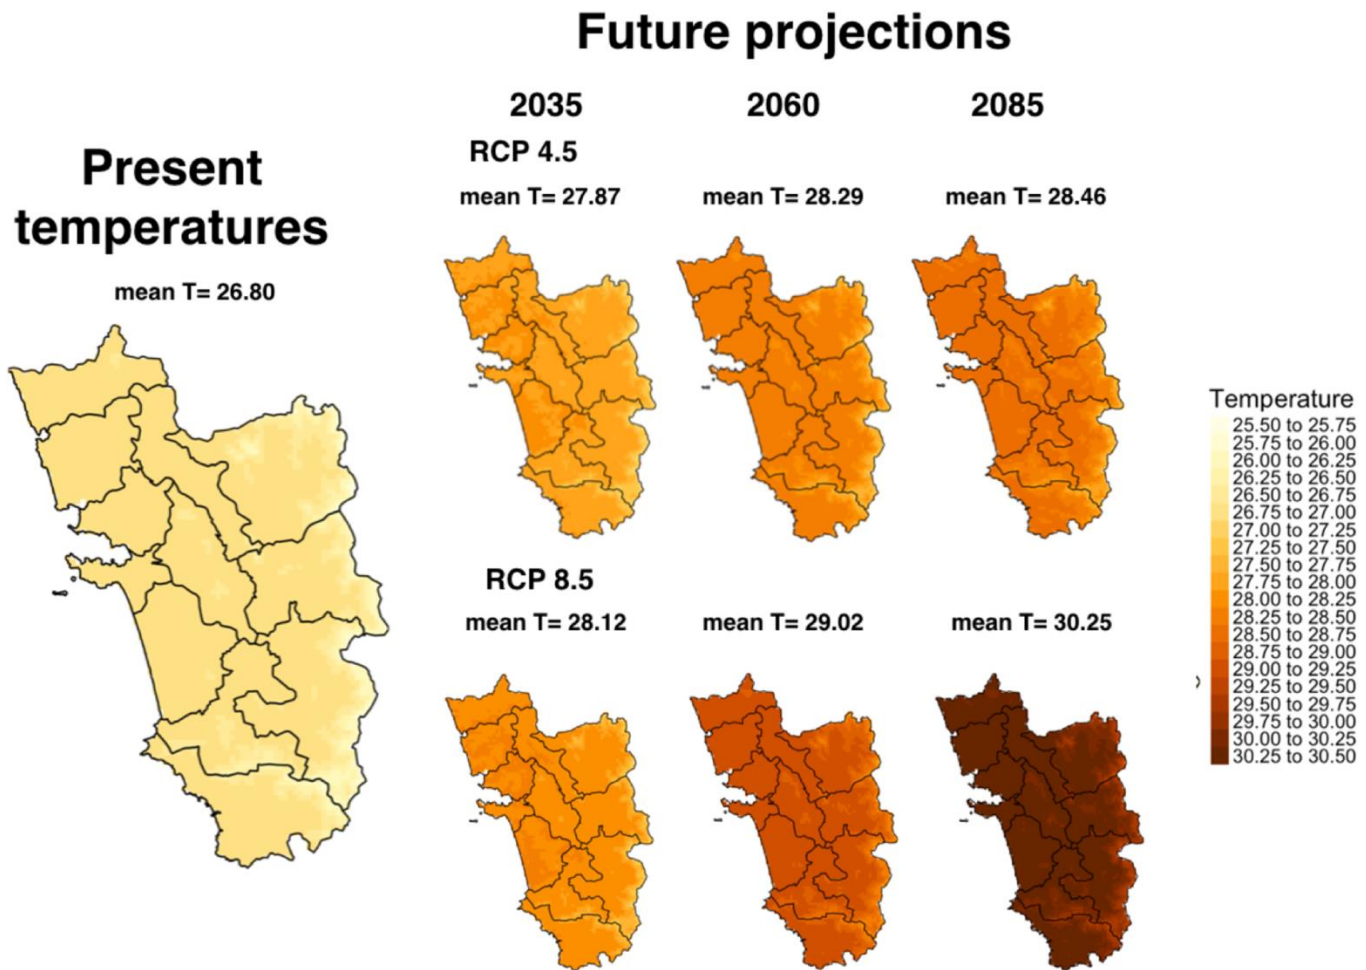 Future projections
2035
2060
2085
RCP 4.5
mean T= 27.87
mean T= 28.29
mean T= 28.46
Present
temperatures
mean T= 26.80
RCP 8.5
mean T= 28.12
mean T= 29.02
mean T= 30.25
Temperature
25.50 to 25.75
25.75 to 26.00
26.00 to 26.25
26.25 to 26.50
26.50 to 26.75
26.75 to 27.00
27.00 to 27.25
27.25 to 27.50
27.50 to 27.75
27.75 to 28.00
28.00 to 28.25
28.25 to 28.50
28.50 to 28.75
28.75 to 29.00
29.00 to 29.25
29.25 to 29.50
29.50 to 29.75
29.75 to 30.00
30.00 to 30.25
30.25 to 30.50